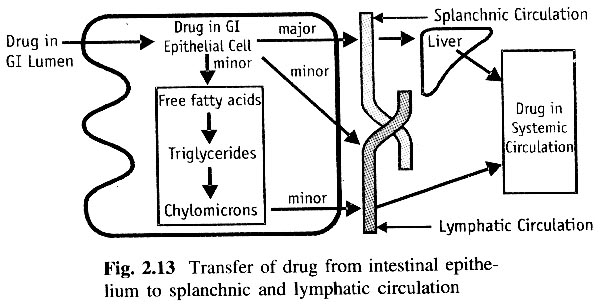 Drug in
GI Lumen
Drug in GI
Epithelial Cell
major
minor
minor
Free fatty acids
Triglycerides
Chylomicrons
minor
Splanchnic Circulation
Liver
Drug in
Systemic
Circulation
Lymphatic Circulation
Fig. 2.13 Transfer of drug from intestinal epithe-
lium to splanchnic and lymphatic circulation